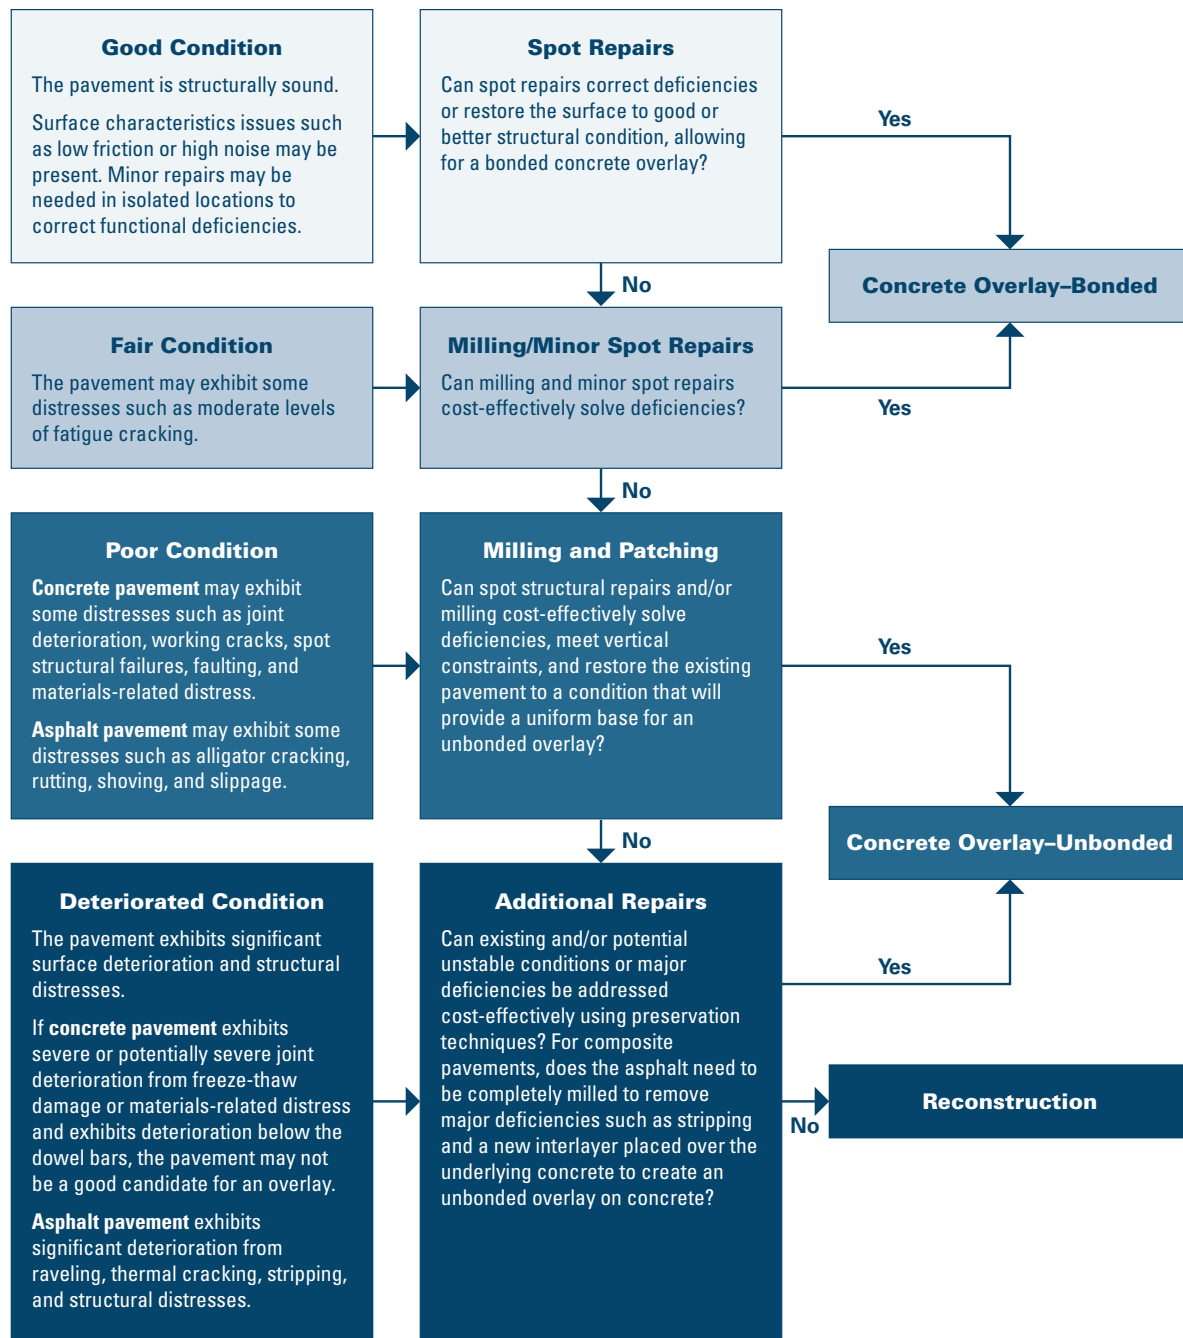 Good Condition
The pavement is structurally sound.
Surface characteristics issues such
as low friction or high noise may be
present. Minor repairs may be
needed in isolated locations to
correct functional deficiencies.
Spot Repairs
Can spot repairs correct deficiencies
or restore the surface to good or
better structural condition, allowing
for a bonded concrete overlay?
Yes
No
Concrete Overlay–Bonded
Fair Condition
The pavement may exhibit some
distresses such as moderate levels
of fatigue cracking.
Milling/Minor Spot Repairs
Can milling and minor spot repairs
cost-effectively solve deficiencies?
Yes
No
Poor Condition
Concrete pavement may exhibit
some distresses such as joint
deterioration, working cracks, spot
structural failures, faulting, and
materials-related distress.
Asphalt pavement may exhibit some
distresses such as alligator cracking,
rutting, shoving, and slippage.
Milling and Patching
Can spot structural repairs and/or
milling cost-effectively solve
deficiencies, meet vertical
constraints, and restore the existing
pavement to a condition that will
provide a uniform base for an
unbonded overlay?
Yes
No
Concrete Overlay–Unbonded
Deteriorated Condition
The pavement exhibits significant
surface deterioration and structural
distresses.
If concrete pavement exhibits
severe or potentially severe joint
deterioration from freeze-thaw
damage or materials-related distress
and exhibits deterioration below the
dowel bars, the pavement may not
be a good candidate for an overlay.
Asphalt pavement exhibits
significant deterioration from
raveling, thermal cracking, stripping,
and structural distresses.
Additional Repairs
Can existing and/or potential
unstable conditions or major
deficiencies be addressed
cost-effectively using preservation
techniques? For composite
pavements, does the asphalt need to
be completely milled to remove
major deficiencies such as stripping
and a new interlayer placed over the
underlying concrete to create an
unbonded overlay on concrete?
Yes
No
Reconstruction